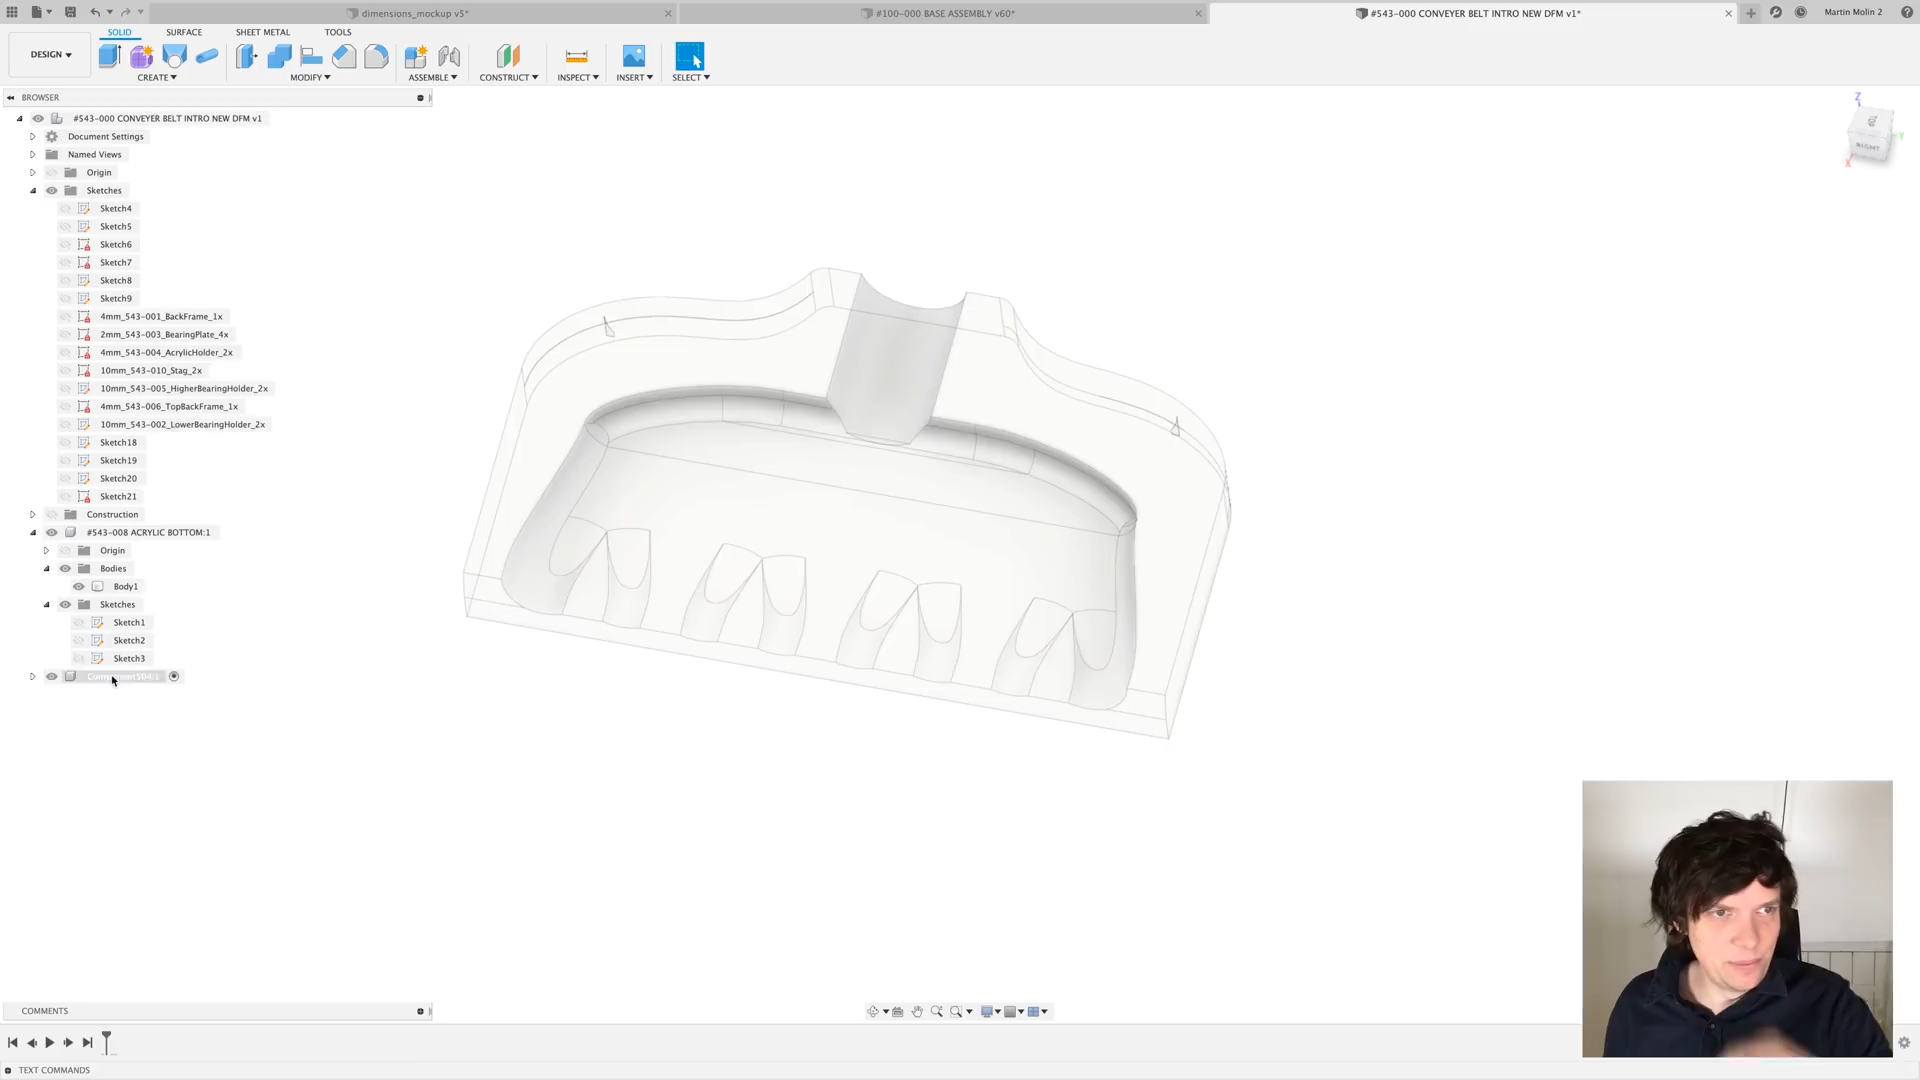 dimensions_mockup v5*
#100-000 BASE ASSEMBLY v60*
#543-000 CONVEYER BELT INTRO NEW DFM v1*
Martin Molin 2
DESIGN
SOLID
SURFACE
SHEET METAL
TOOLS
CREATE
MODIFY
ASSEMBLE
CONSTRUCT
INSPECT
INSERT
SELECT
BROWSER
#543-000 CONVEYER BELT INTRO NEW DFM v1
Document Settings
Named Views
Origin
Sketches
Sketch4
Sketch5
Sketch6
Sketch7
Sketch8
Sketch9
4mm_543-001_BackFrame_1x
2mm_543-003_BearingPlate_4x
4mm_543-004_AcrylicHolder_2x
10mm_543-010_Stag_2x
10mm_543-005_HigherBearingHolder_2x
4mm_543-006_TopBackFrame_1x
10mm_543-002_LowerBearingHolder_2x
Sketch18
Sketch19
Sketch20
Sketch21
Construction
#543-008 ACRYLIC BOTTOM:1
Origin
Bodies
Body1
Sketches
Sketch1
Sketch2
Sketch3
Z
TOP
RIGHT
Y
X
COMMENTS
TEXT COMMANDS